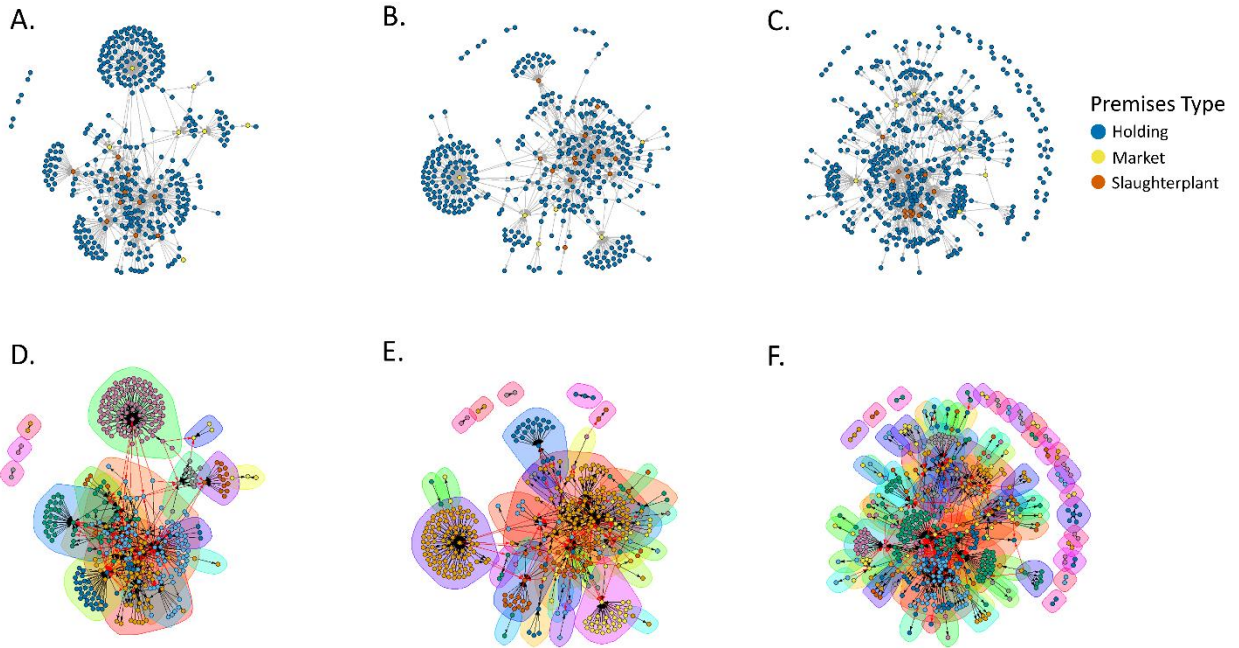 A.
B.
C.
Premises Type
Holding
Market
Slaughterplant
D.
E.
F.